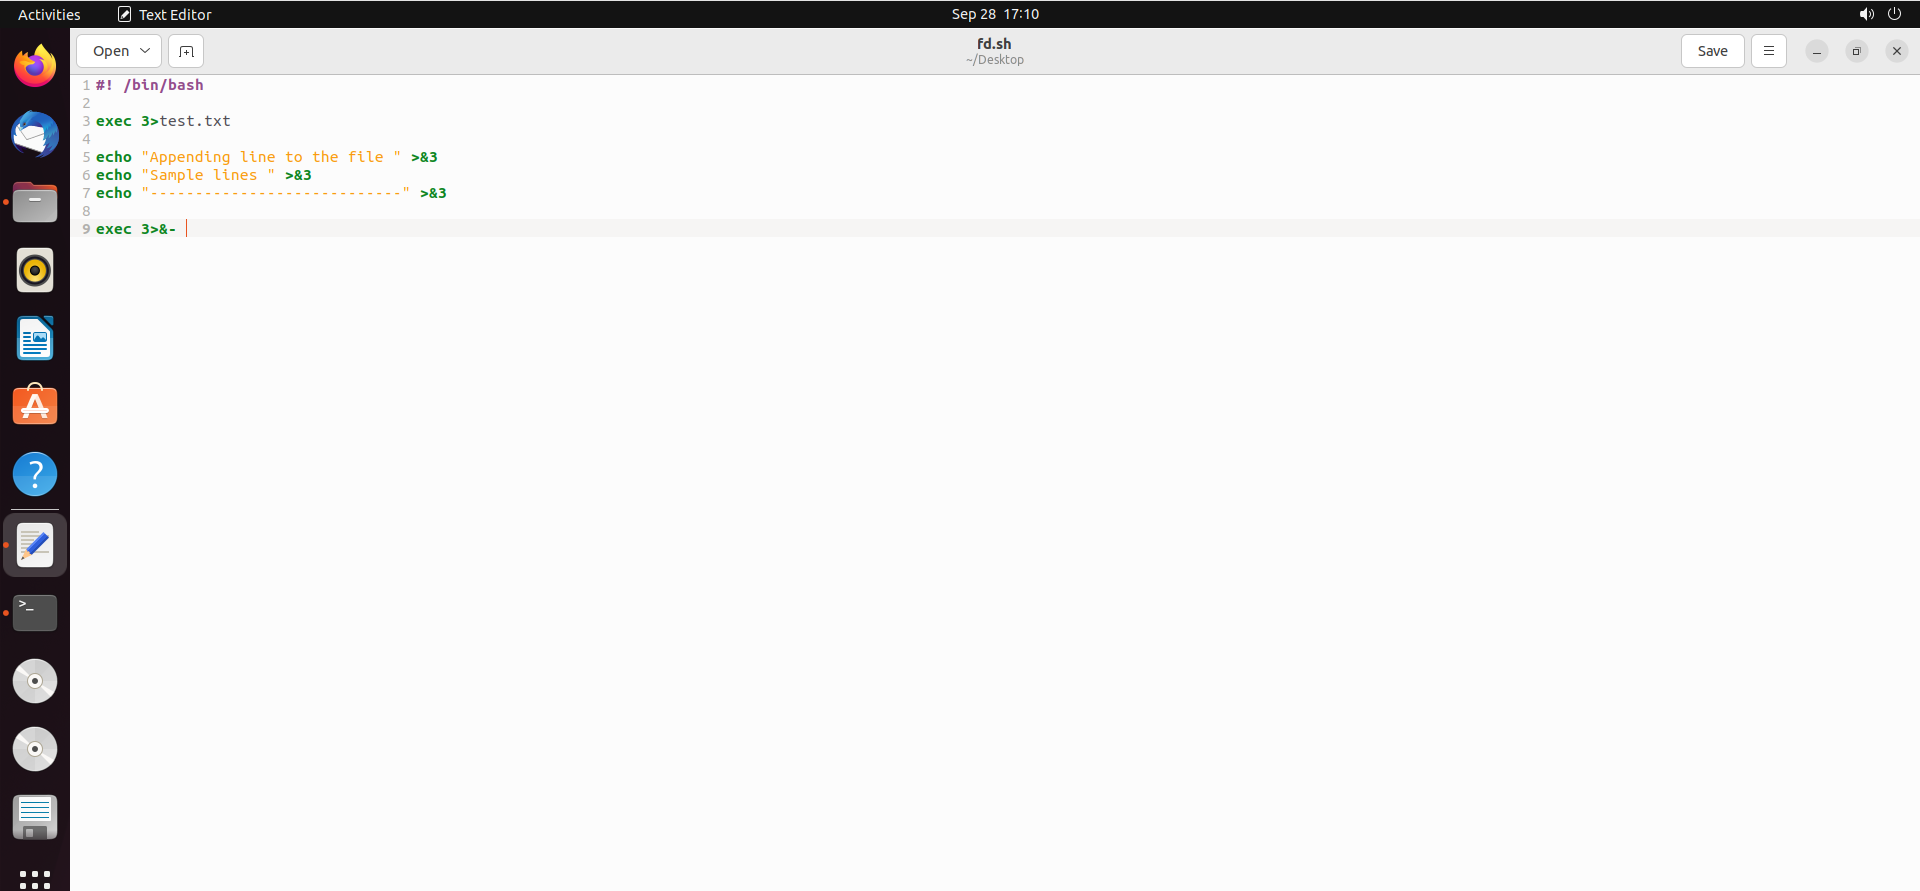 Activities Text Editor Sep 28 17:10
Open fd.sh Save
~/Desktop
1 #! /bin/bash
2
3 exec 3>test.txt
4
5 echo "Appending line to the file " >&3
6 echo "Sample lines " >&3
7 echo "----------------------------" >&3
8
9 exec 3>&-
?
>_